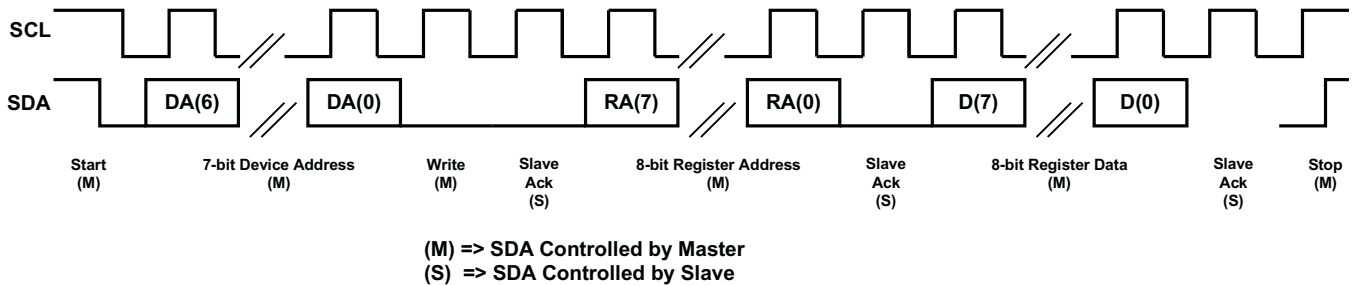 SCL
SDA
DA(6)
DA(0)
RA(7)
RA(0)
D(7)
D(0)
Start
(M)
7-bit Device Address
(M)
Write
(M)
Slave
Ack
(S)
8-bit Register Address
(M)
Slave
Ack
(S)
8-bit Register Data
(M)
Slave
Ack
(S)
Stop
(M)
(M) => SDA Controlled by Master
(S) => SDA Controlled by Slave